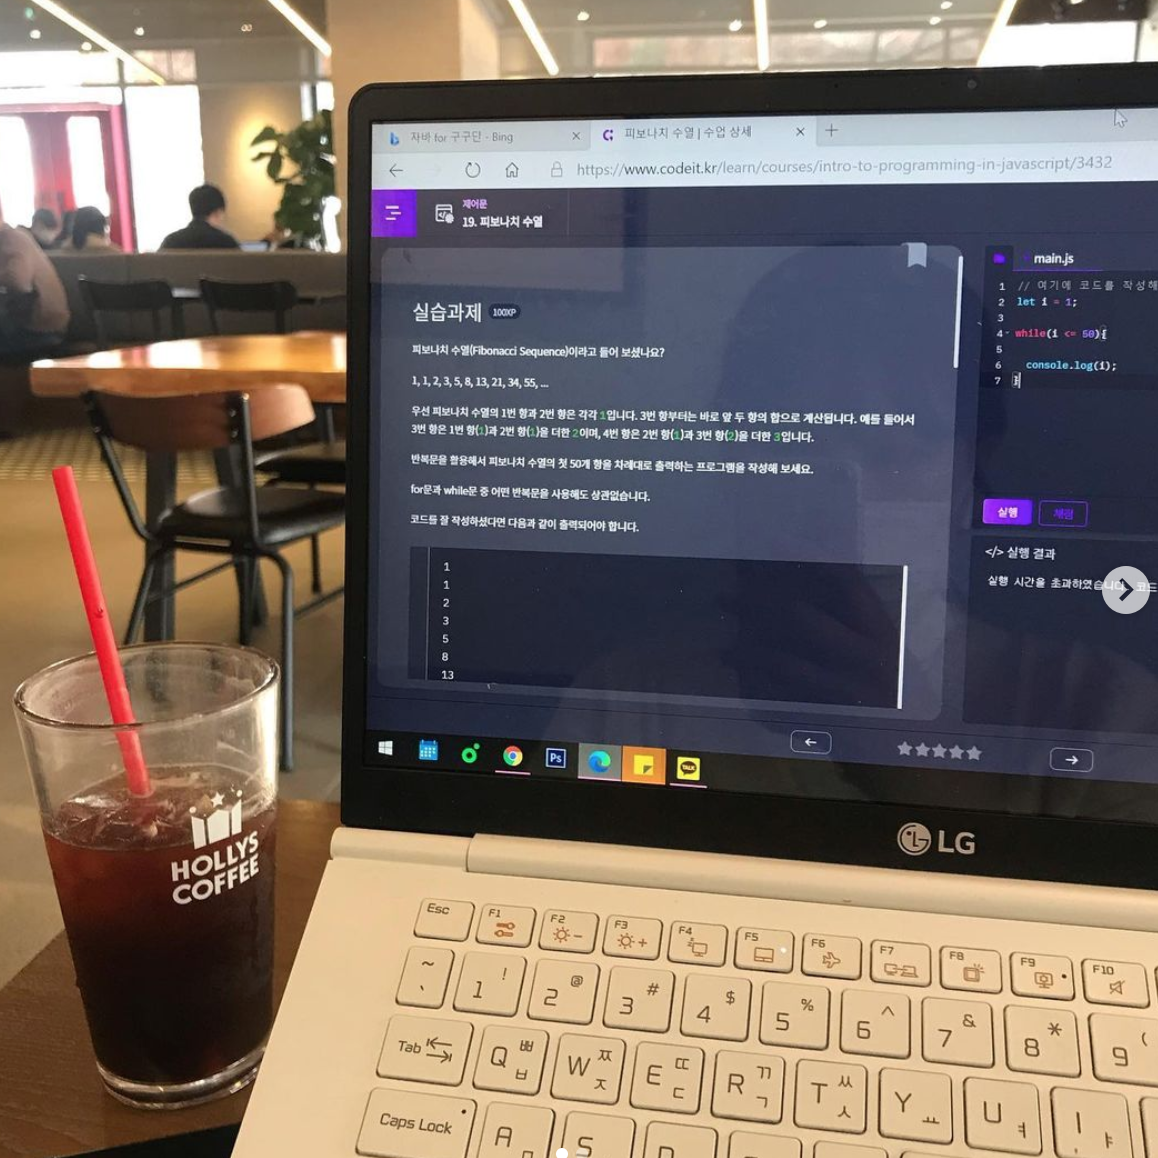 자바 for 구구단 - Bing
피보나치 수열 | 수업 상세
https://www.codeit.kr/learn/courses/intro-to-programming-in-javascript/3432
제어문
19. 피보나치 수열
실습과제 100XP
피보나치 수열(Fibonacci Sequence)이라고 들어 보셨나요?
1, 1, 2, 3, 5, 8, 13, 21, 34, 55, ...
우선 피보나치 수열의 1번 항과 2번 항은 각각 1입니다. 3번 항부터는 바로 앞 두 항의 합으로 계산됩니다. 예를 들어서
3번 항은 1번 항(1)과 2번 항(1)을 더한 2이며, 4번 항은 2번 항(1)과 3번 항(2)을 더한 3입니다.
반복문을 활용해서 피보나치 수열의 첫 50개 항을 차례대로 출력하는 프로그램을 작성해 보세요.
for문과 while문 중 어떤 반복문을 사용해도 상관없습니다.
코드를 잘 작성하셨다면 다음과 같이 출력되어야 합니다.
1
1
2
3
5
8
13
main.js
1 // 여기에 코드를 작성해
2 let i = 1;
3
4 while(i <= 50){
5
6 console.log(i);
7 }
실행 채점
</> 실행 결과
실행 시간을 초과하였습니다. 코드
Ps
TALK
LG
HOLLYS
COFFEE
Esc F1 F2 F3 F4 F5 F6 F7 F8 F9 F10
~ ` 1 ! 2 @ 3 # 4 $ 5 % 6 ^ 7 & 8 * 9 (
Tab Q ㅃ ㅂ W ㅉ ㅈ E ㄸ ㄷ R ㄲ ㄱ T ㅆ ㅅ Y ㅛ U ㅕ I ㅑ
Caps Lock A S